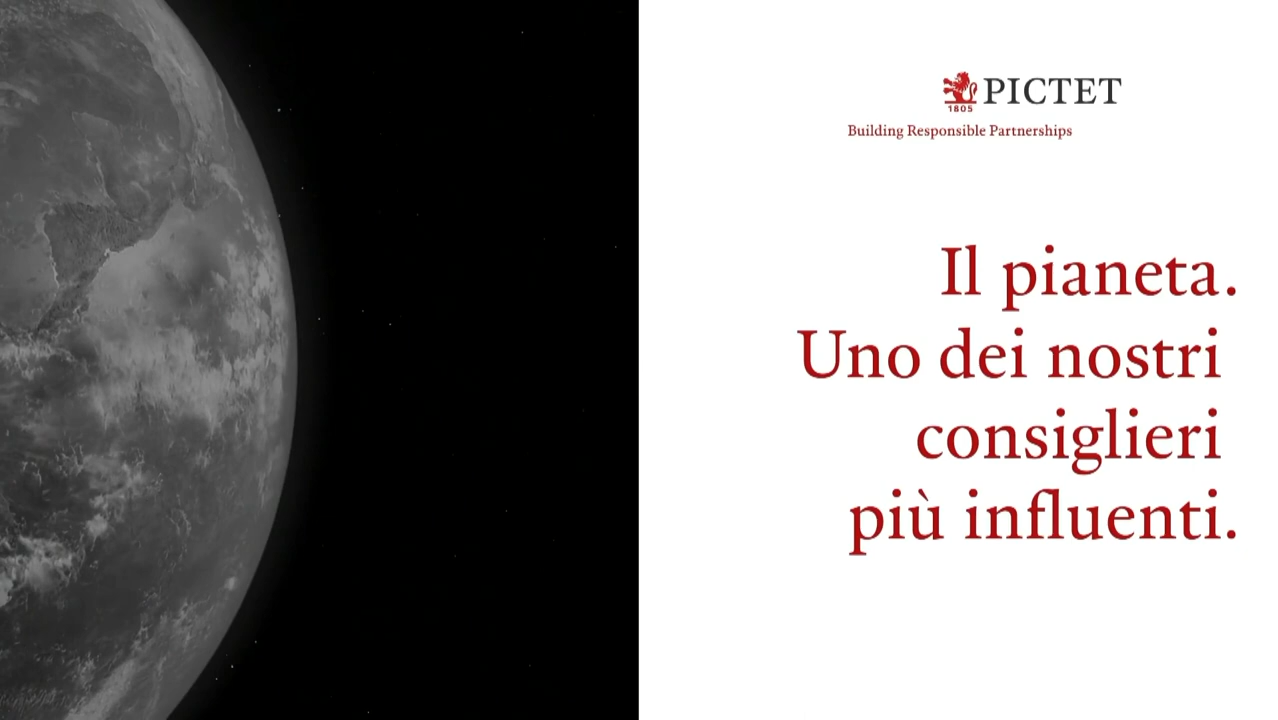 1805
PICTET
Building Responsible Partnerships
Il pianeta.
Uno dei nostri
consiglieri
più influenti.